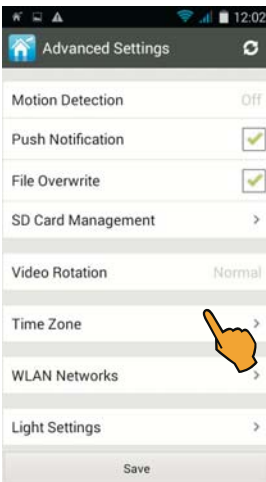 12:02
Advanced Settings
Motion Detection Off
Push Notification
File Overwrite
SD Card Management
Video Rotation Normal
Time Zone
WLAN Networks
Light Settings
Save